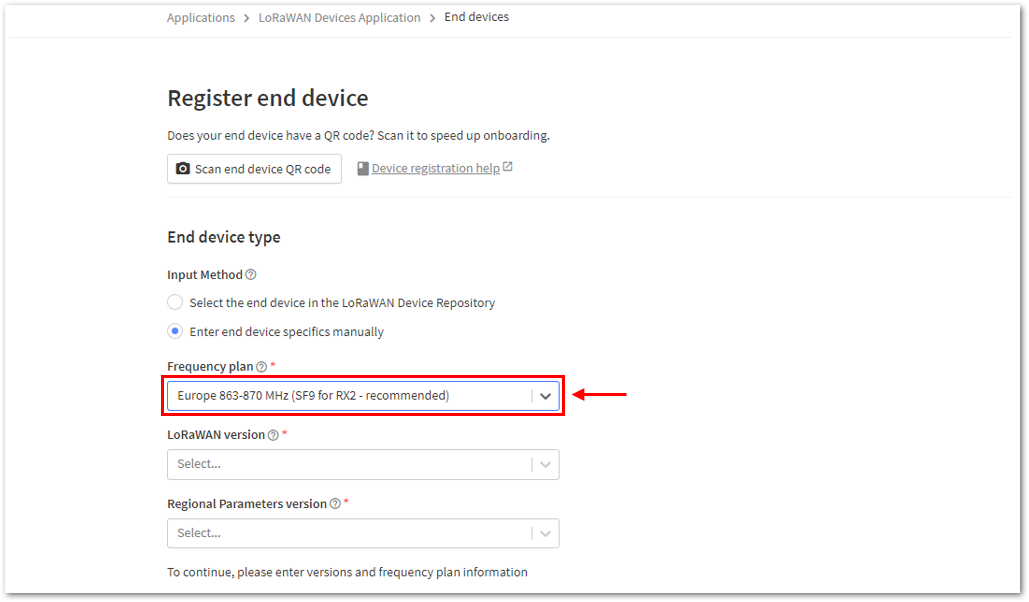 Applications > LoRaWAN Devices Application > End devices
Register end device
Does your end device have a QR code? Scan it to speed up onboarding.
Scan end device QR code Device registration help
End device type
Input Method
Select the end device in the LoRaWAN Device Repository
Enter end device specifics manually
Frequency plan *
Europe 863-870 MHz (SF9 for RX2 - recommended)
LoRaWAN version *
Select...
Regional Parameters version *
Select...
To continue, please enter versions and frequency plan information